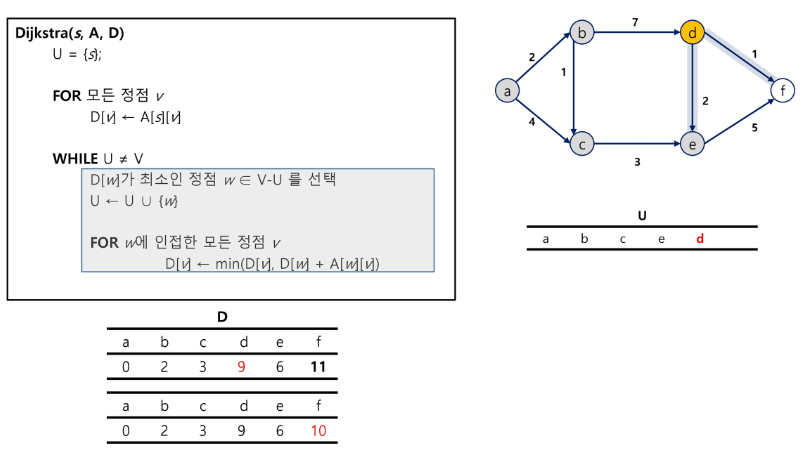 Dijkstra(s, A, D)
U = {s};
FOR 모든 정점 v
D[v] ← A[s][v]
WHILE U ≠ V
D[w]가 최소인 정점 w ∈ V-U 를 선택
U ← U ∪ {w}
FOR w에 인접한 모든 정점 v
D[v] ← min(D[v], D[w] + A[w][v])
7
b d
2 1 1
a 2 f
4 5
c e
3
U
a b c e d
D
a b c d e f
0 2 3 9 6 11
a b c d e f
0 2 3 9 6 10